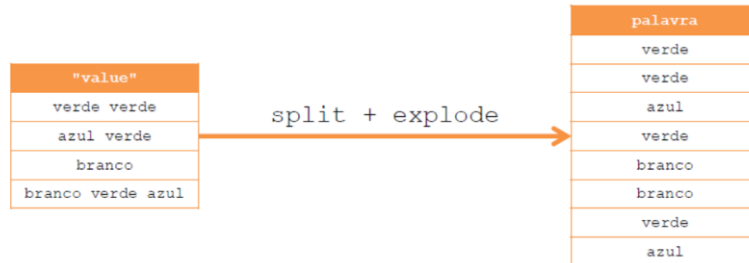 "value"
verde verde
azul verde
branco
branco verde azul
split + explode
palavra
verde
verde
azul
verde
branco
branco
verde
azul